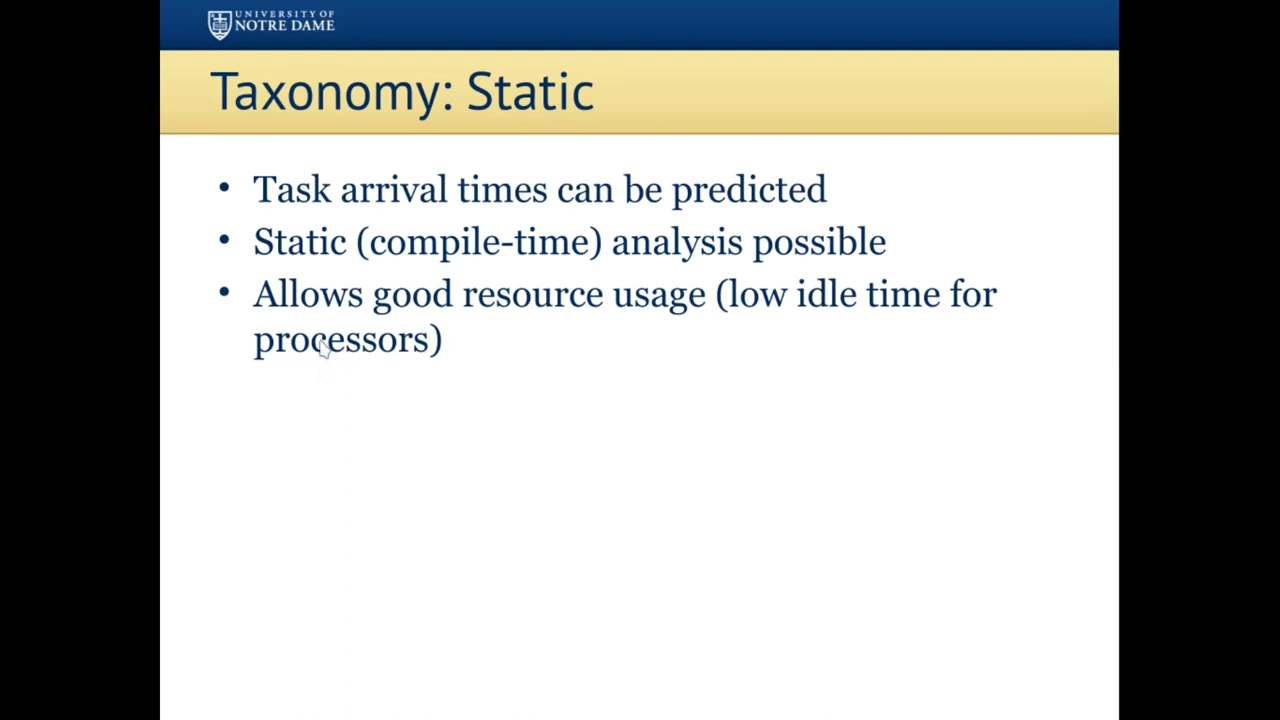 UNIVERSITY OF
NOTRE DAME
Taxonomy: Static
• Task arrival times can be predicted
• Static (compile-time) analysis possible
• Allows good resource usage (low idle time for
processors)